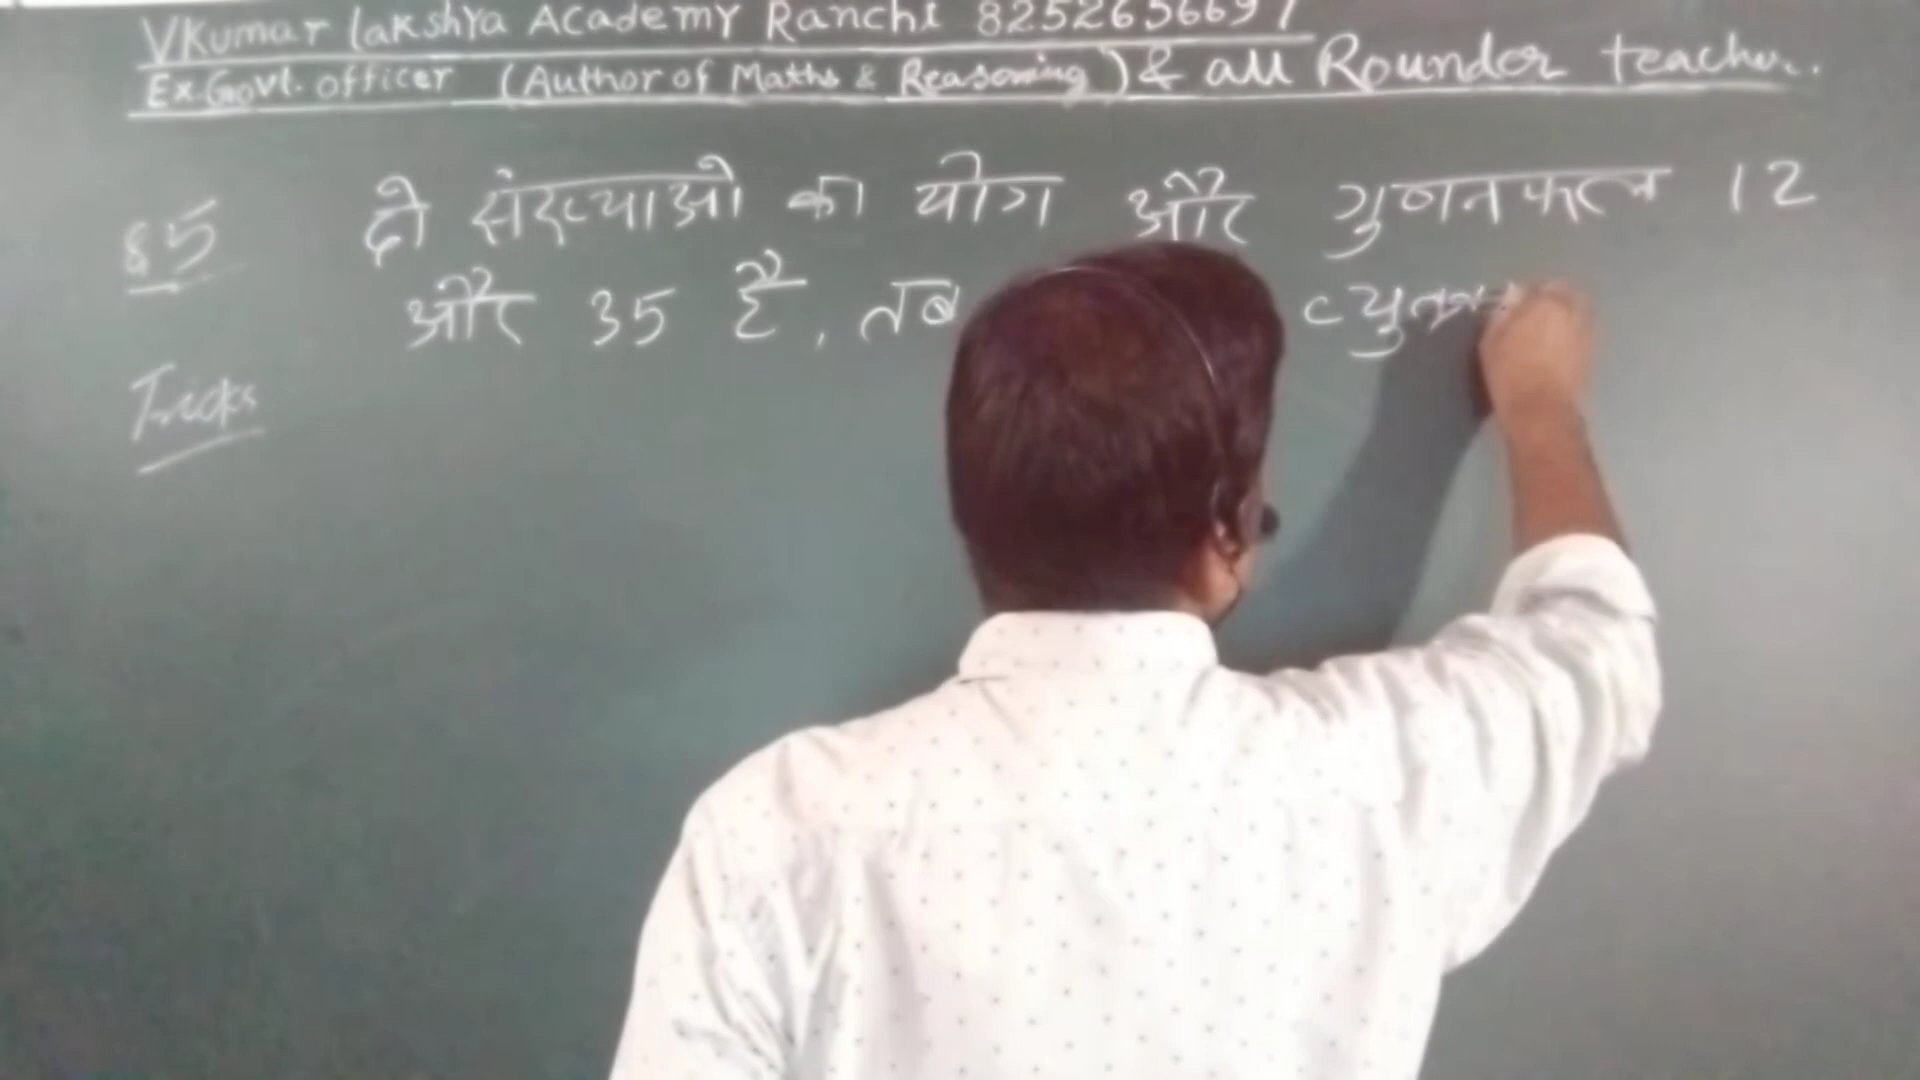 VKumar Lakshya Academy Ranchi 8252656697
Ex.Govt. officer (Author of Maths & Reasoning) & all Rounder teacher.
85 दो संख्याओ का योग और गुणनफल 12
और 35 है, तब व्युत्क्र
Tricks